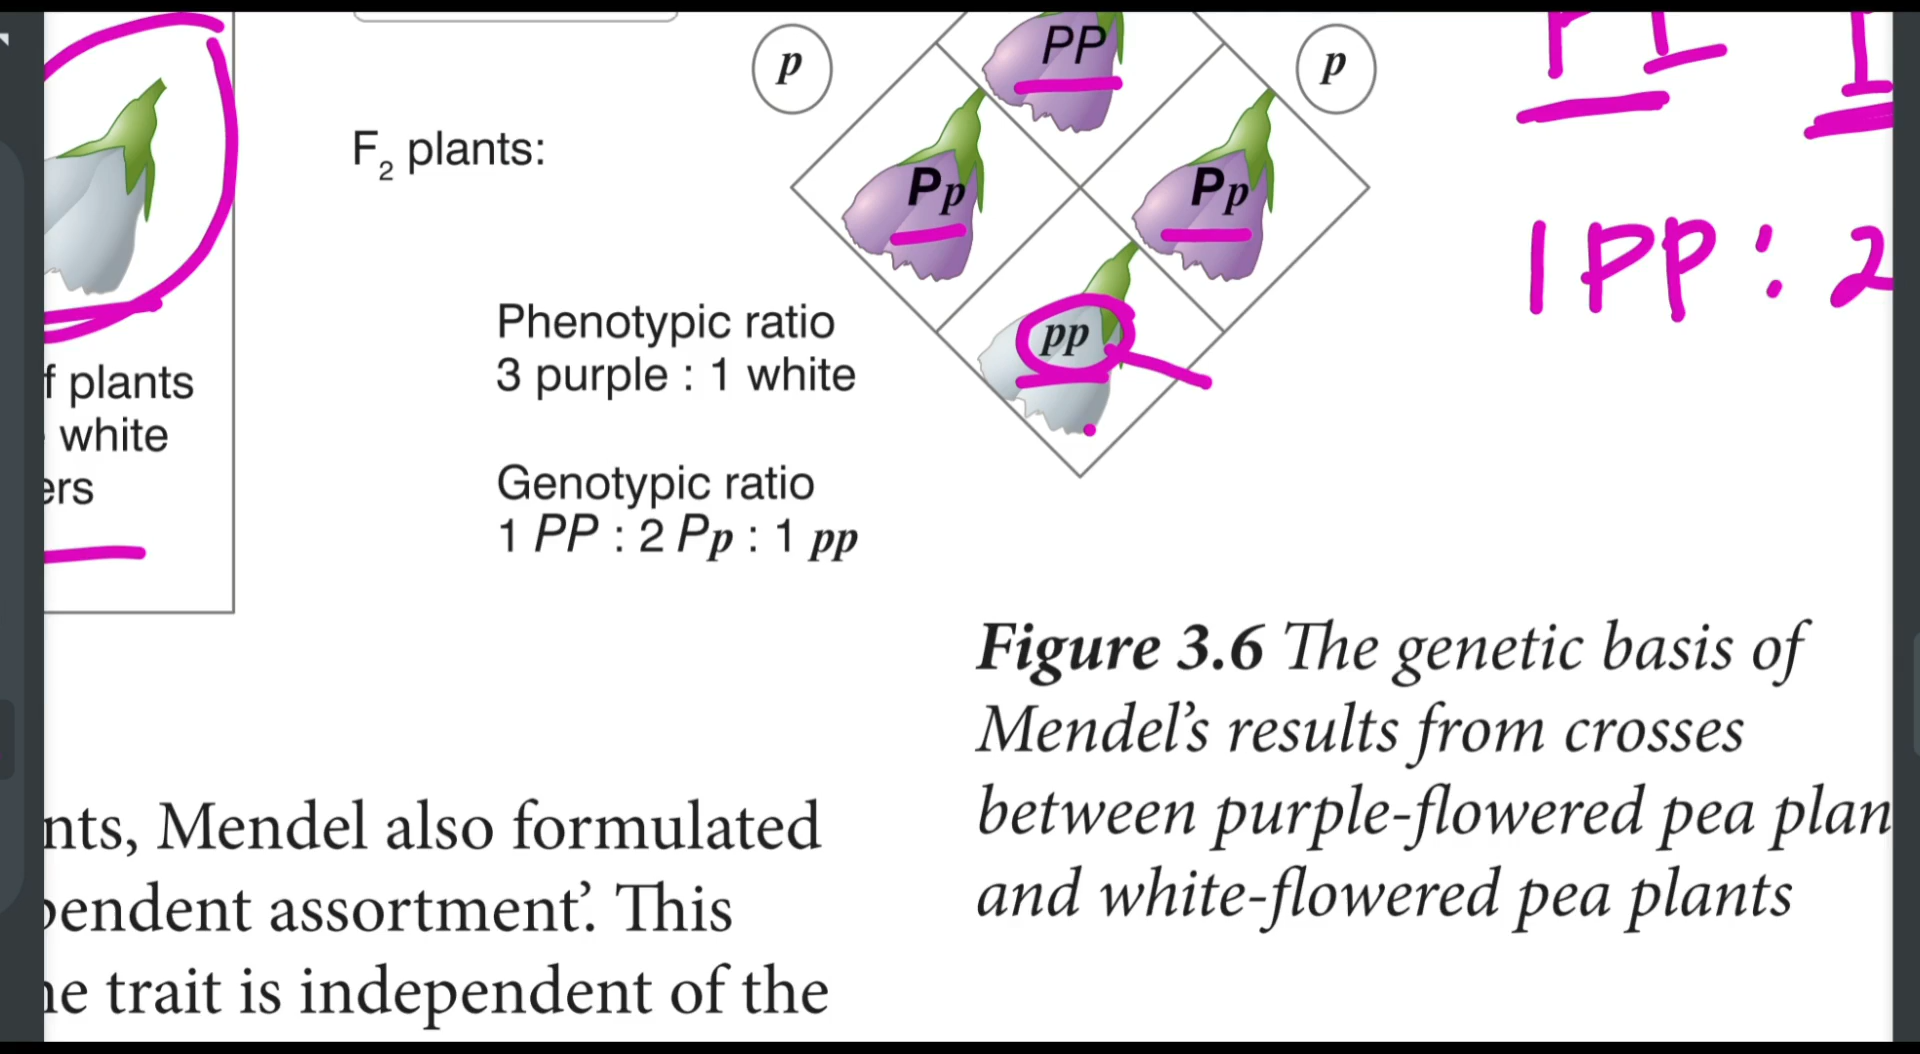 p
PP
p
F2 plants:
Pp
Pp
1 PP : 2
Phenotypic ratio
3 purple : 1 white
pp
f plants
white
ers
Genotypic ratio
1 PP : 2 Pp : 1 pp
Figure 3.6 The genetic basis of
Mendel's results from crosses
between purple-flowered pea plan
and white-flowered pea plants
nts, Mendel also formulated
pendent assortment'. This
he trait is independent of the